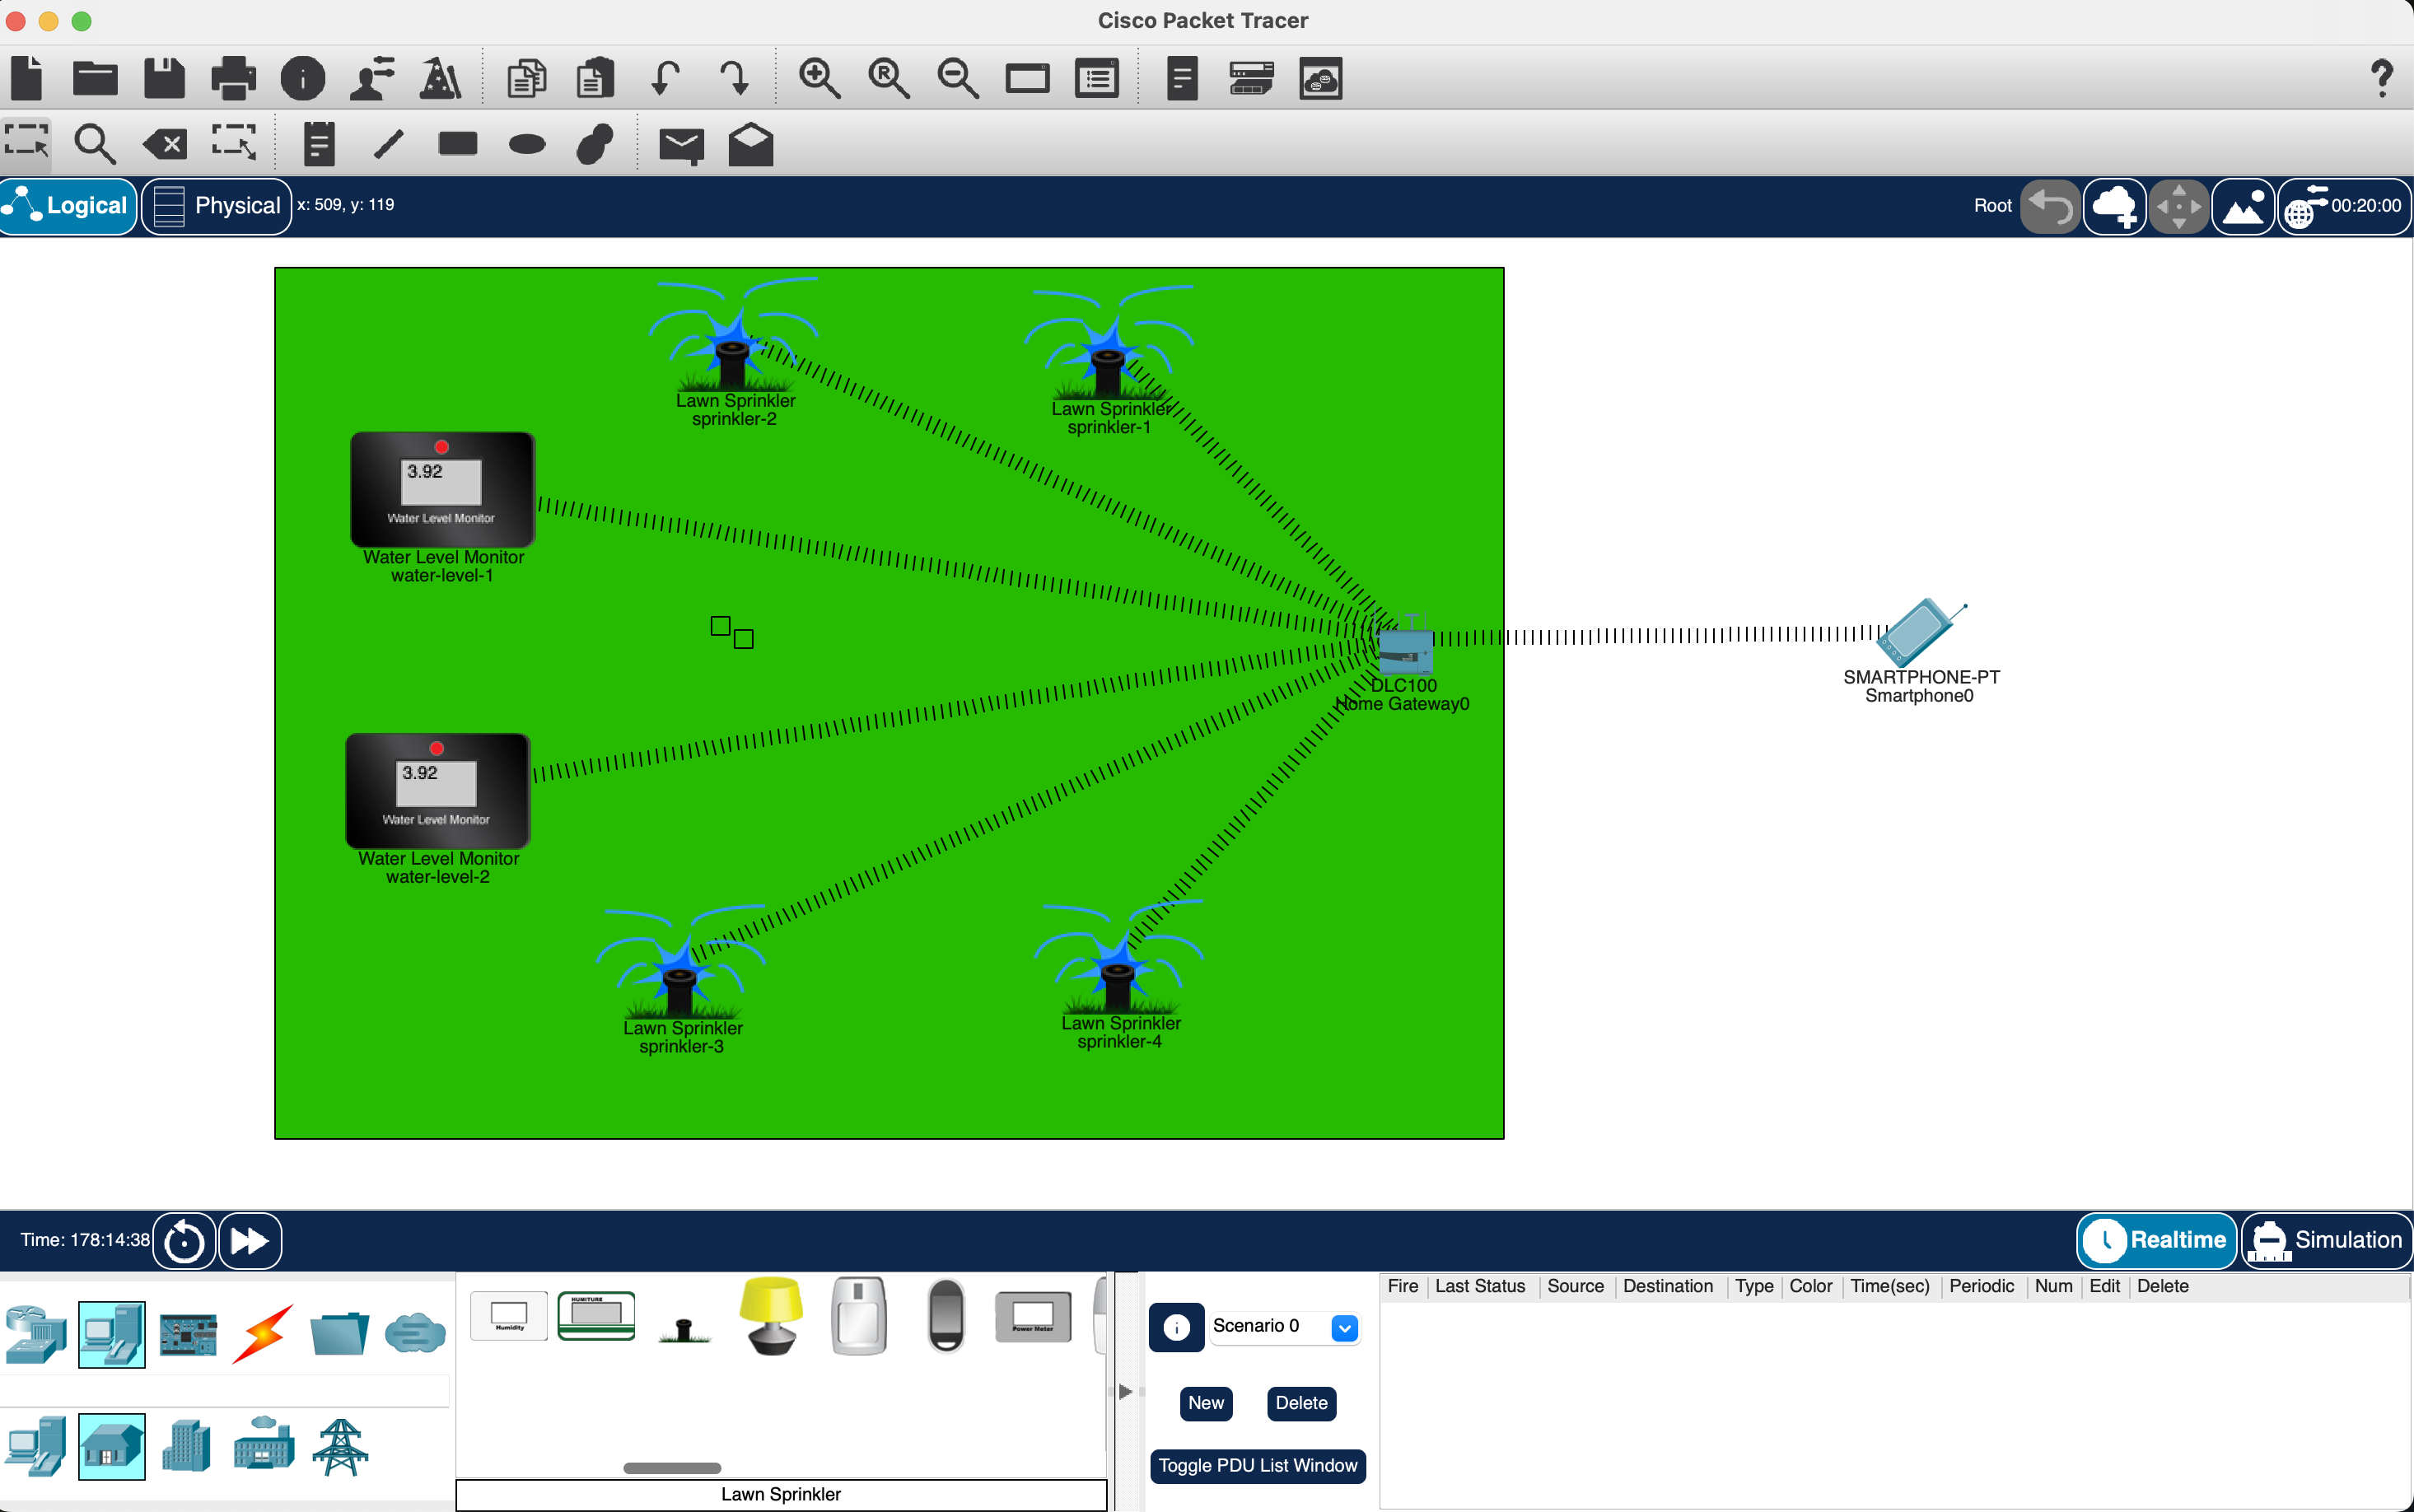 Cisco Packet Tracer
Logical
Physical
x: 509, y: 119
Root
00:20:00
Lawn Sprinkler
sprinkler-2
Lawn Sprinkler
sprinkler-1
3.92
Water Level Monitor
Water Level Monitor
water-level-1
DLC100
Home Gateway0
SMARTPHONE-PT
Smartphone0
3.92
Water Level Monitor
Water Level Monitor
water-level-2
Lawn Sprinkler
sprinkler-3
Lawn Sprinkler
sprinkler-4
Time: 178:14:38
Realtime
Simulation
Humidity
HUMITURE
Power Meter
Lawn Sprinkler
Scenario 0
New
Delete
Toggle PDU List Window
Fire Last Status Source Destination Type Color Time(sec) Periodic Num Edit Delete